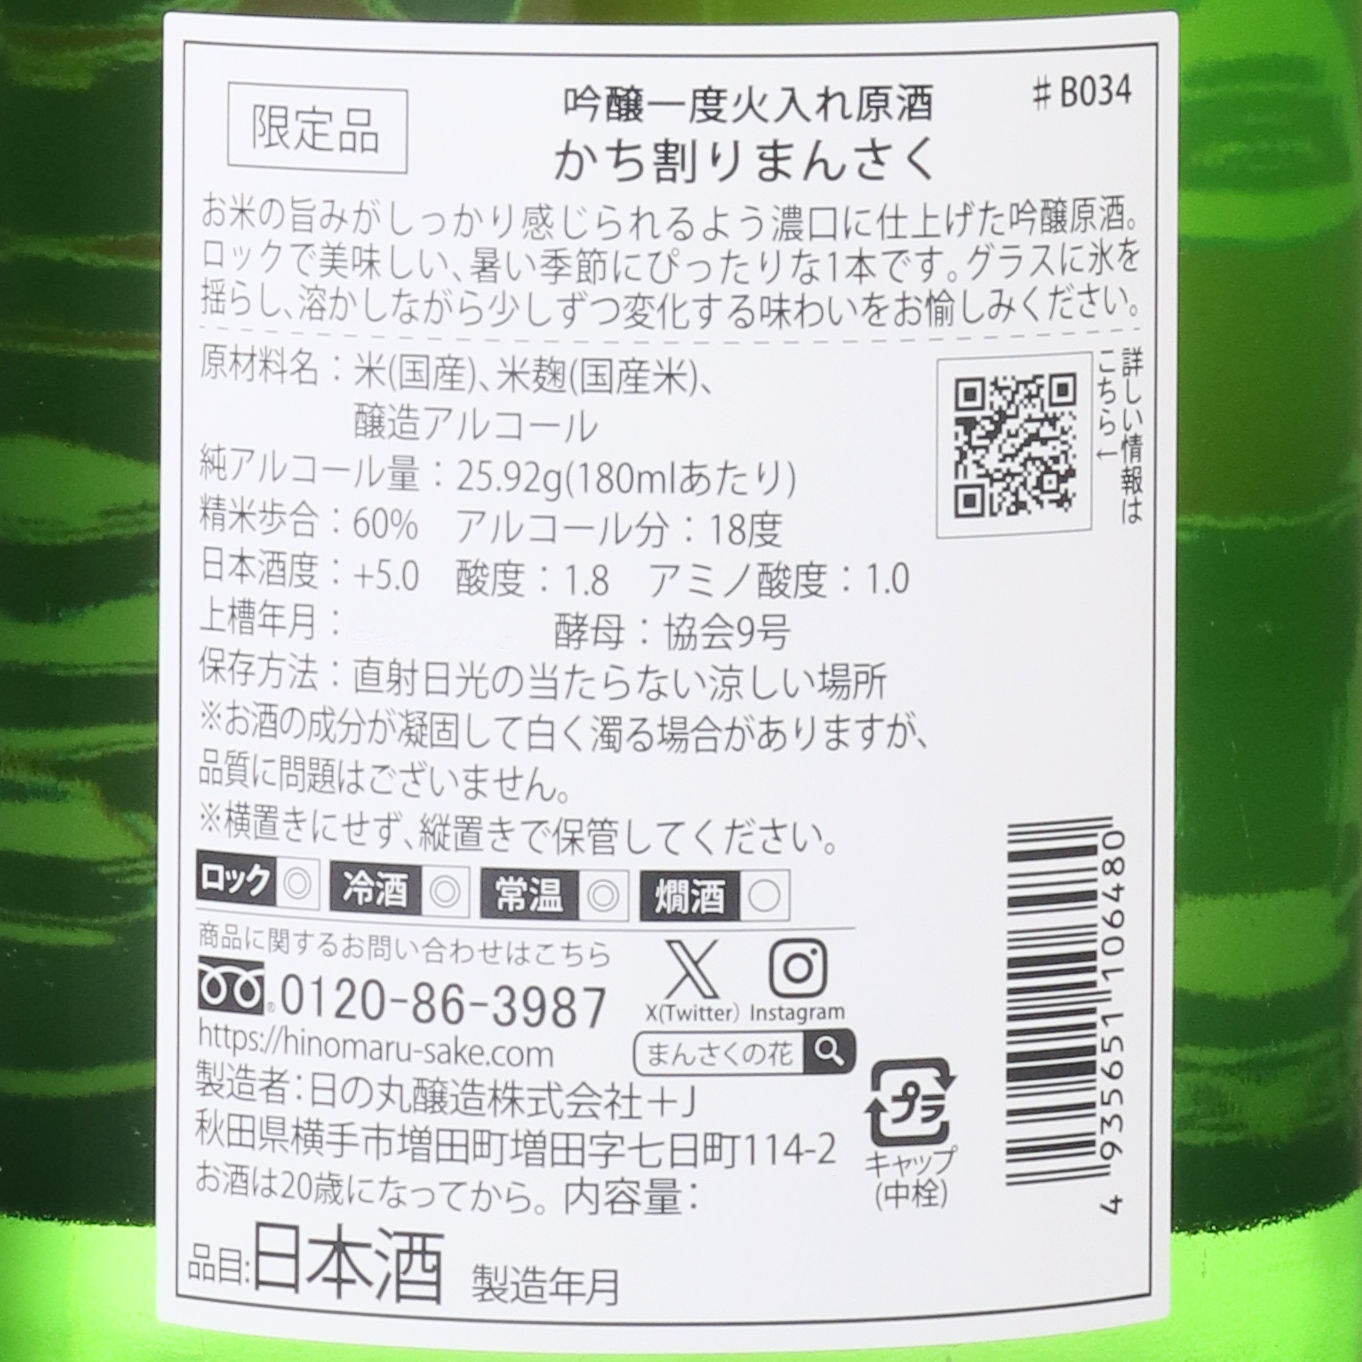 限定品
吟醸一度火入れ原酒
♯B034
かち割りまんさく
お米の旨みがしっかり感じられるよう濃口に仕上げた吟醸原酒。
ロックで美味しい、暑い季節にぴったりな1本です。グラスに氷を
揺らし、溶かしながら少しずつ変化する味わいをお愉しみください。
原材料名：米(国産)、米麹(国産米)、
醸造アルコール
詳しい情報は
こちら←
純アルコール量：25.92g(180mlあたり)
精米歩合：60% アルコール分：18度
日本酒度：+5.0 酸度：1.8 アミノ酸度：1.0
上槽年月： 酵母：協会9号
保存方法：直射日光の当たらない涼しい場所
※お酒の成分が凝固して白く濁る場合がありますが、
品質に問題はございません。
※横置きにせず、縦置きで保管してください。
ロック ◎ 冷酒 ◎ 常温 ◎ 燗酒 ○
商品に関するお問い合わせはこちら
0120-86-3987
X(Twitter) Instagram
https://hinomaru-sake.com
まんさくの花
製造者：日の丸醸造株式会社＋J
秋田県横手市増田町増田字七日町114-2
お酒は20歳になってから。内容量：
プラ
キャップ
(中栓)
4935651106480
品目：日本酒 製造年月